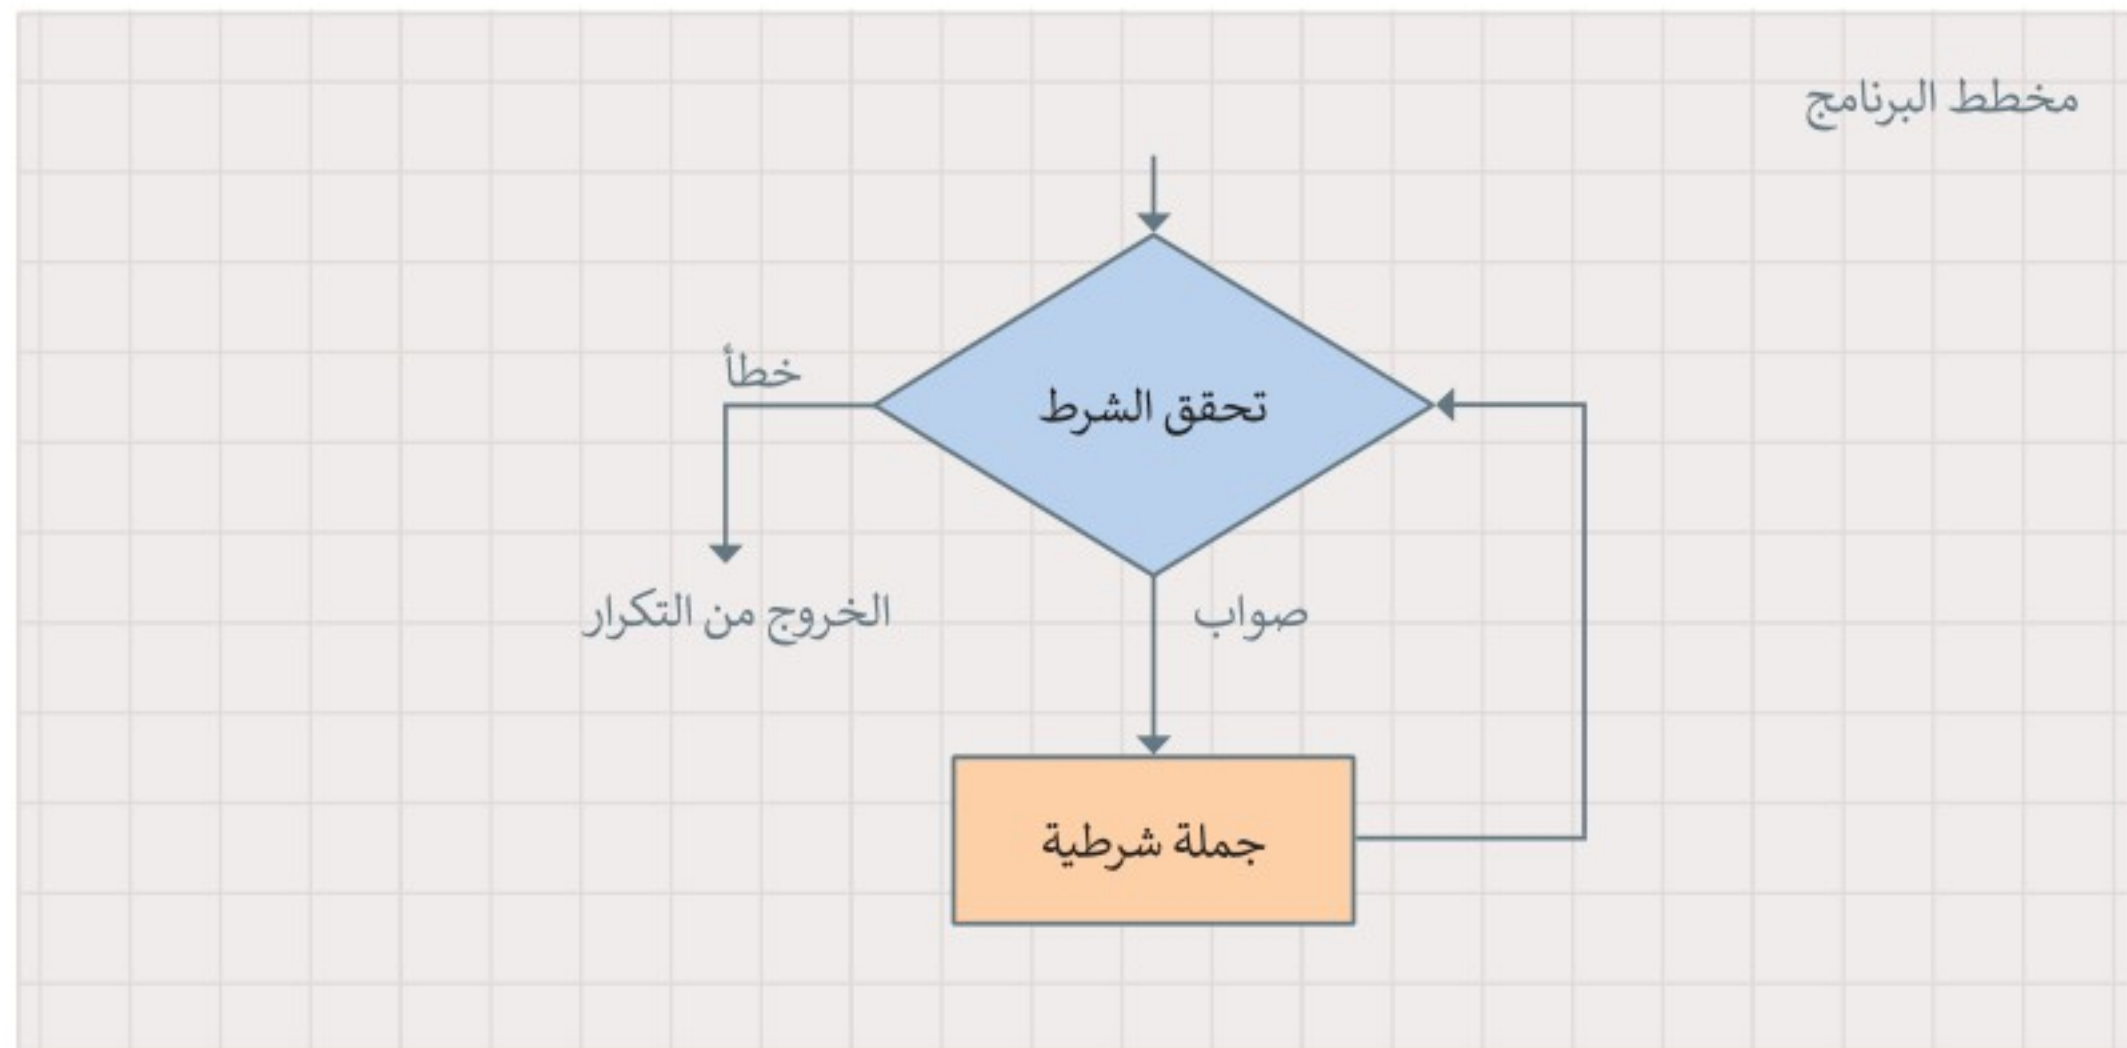 مخطط البرنامج
تحقق الشرط
خطأ
صواب
الخروج من التكرار
جملة شرطية